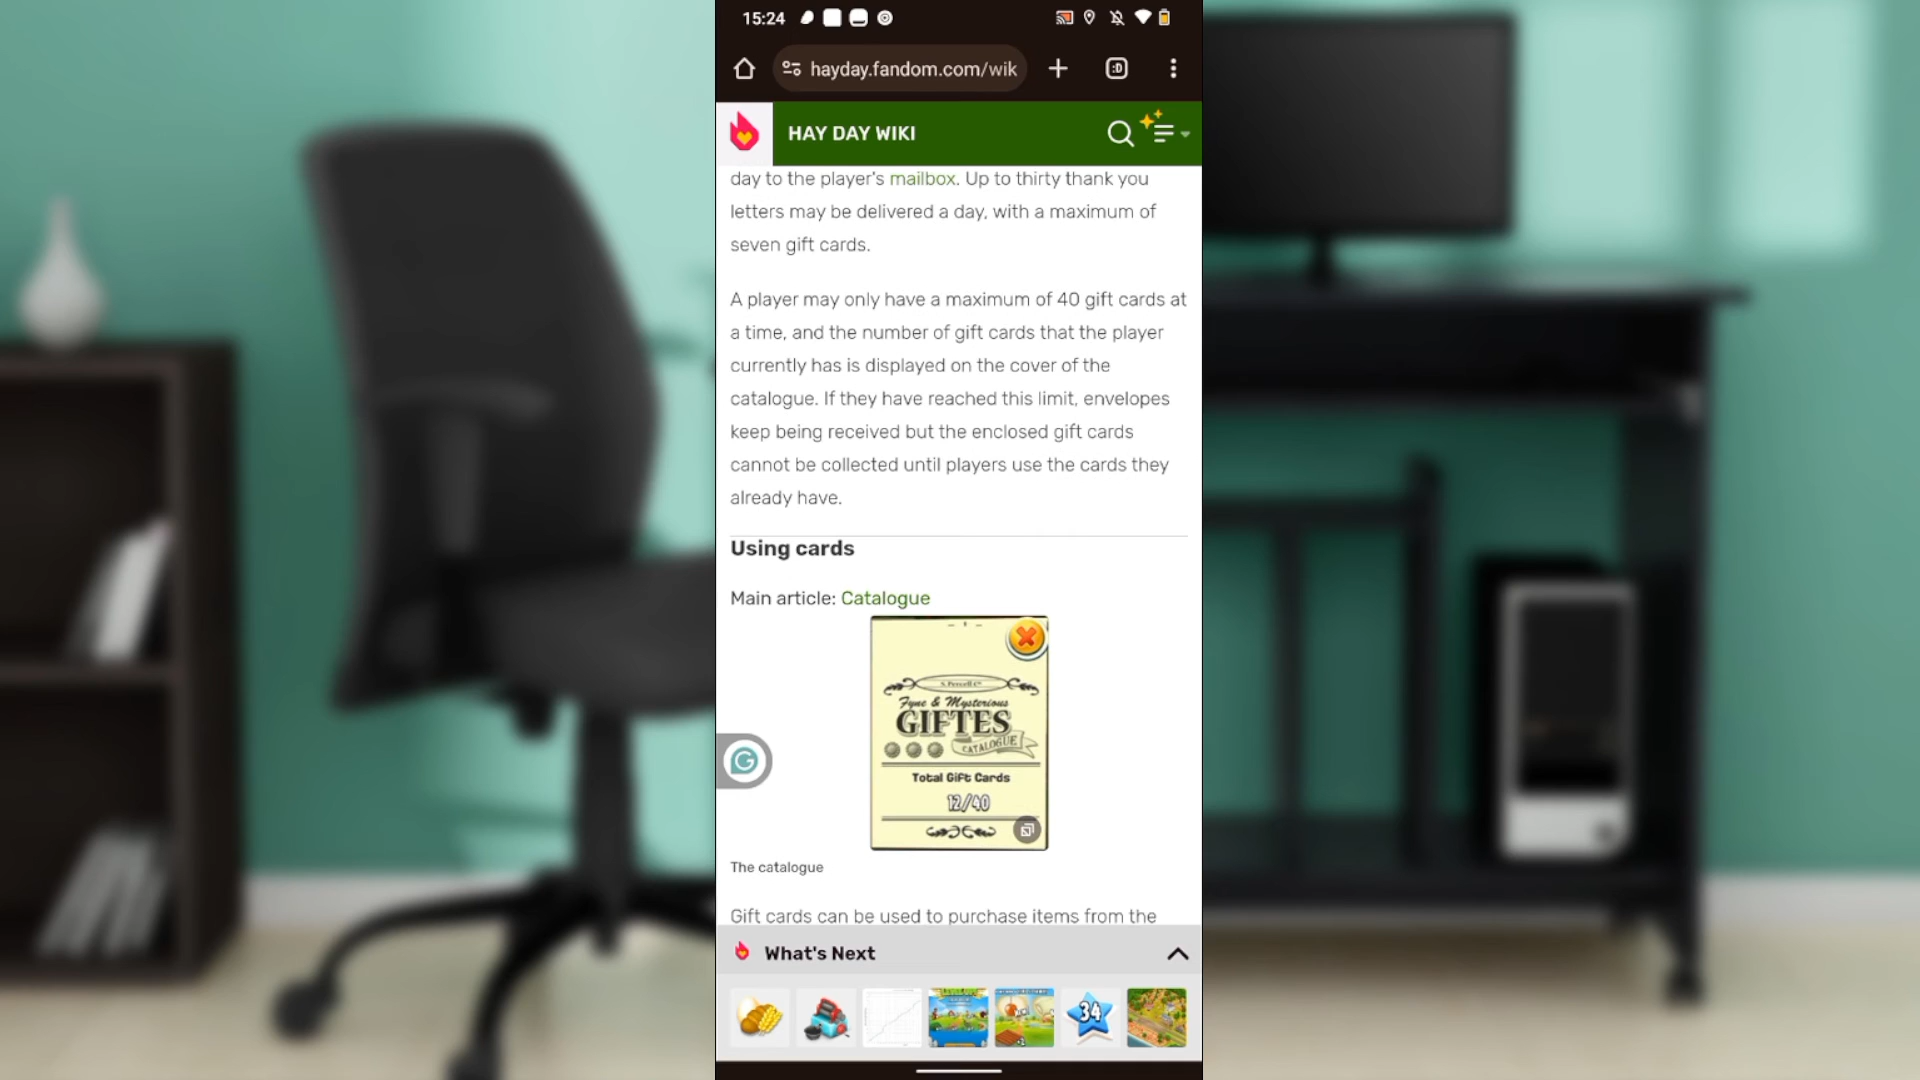 15:24
hayday.fandom.com/wik
:D
HAY DAY WIKI
day to the player's mailbox. Up to thirty thank you
letters may be delivered a day, with a maximum of
seven gift cards.
A player may only have a maximum of 40 gift cards at
a time, and the number of gift cards that the player
currently has is displayed on the cover of the
catalogue. If they have reached this limit, envelopes
keep being received but the enclosed gift cards
cannot be collected until players use the cards they
already have.
Using cards
Main article: Catalogue
Fyne & Mysterious
GIFTES
CATALOGUE
Total Gift Cards
12/40
The catalogue
Gift cards can be used to purchase items from the
What's Next
34